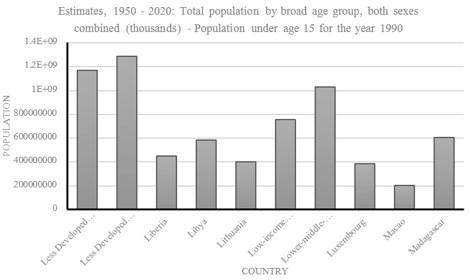 Estimates, 1950 - 2020: Total population by broad age group, both sexes
combined (thousands) - Population under age 15 for the year 1990
1.4E+09
1.2E+09
1E+09
800000000
600000000
400000000
200000000
0
POPULATION
Less Developed…
Less Developed…
Liberia
Libya
Lithuania
Low-income…
Lower-middle-…
Luxembourg
Macao
Madagascar
COUNTRY